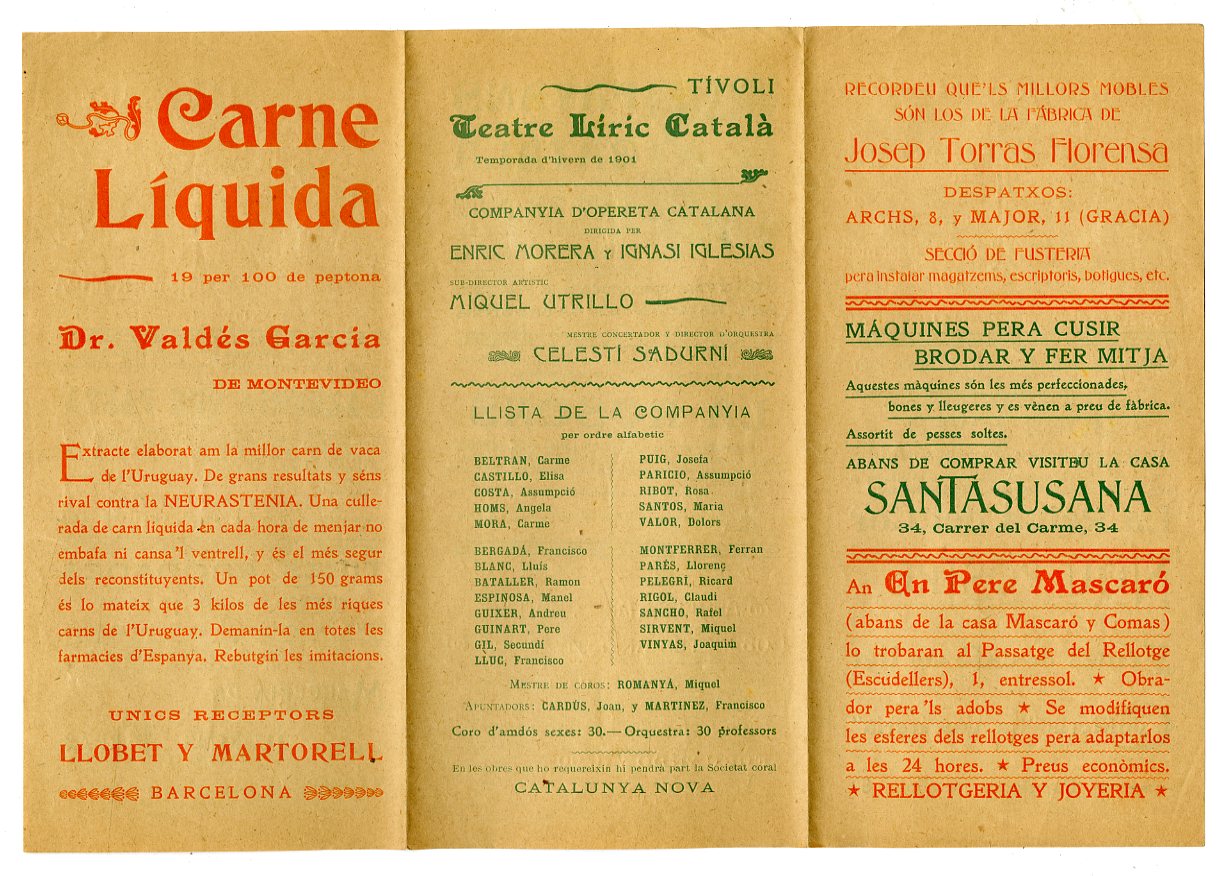 Carne
Líquida
19 per 100 de peptona
Dr. Valdés Garcia
DE MONTEVIDEO
Extracte elaborat am la millor carn de vaca
de l'Uruguay. De grans resultats y séns
rival contra la NEURASTENIA. Una culle-
rada de carn líquida en cada hora de menjar no
embafa ni cansa'l ventrell, y és el més segur
dels reconstituyents. Un pot de 150 grams
és lo mateix que 3 kilos de les més riques
carns de l'Uruguay. Demanin-la en totes les
farmacies d'Espanya. Rebutgin les imitacions.
UNICS RECEPTORS
LLOBET Y MARTORELL
BARCELONA
TÍVOLI
Teatre Líric Català
Temporada d'hivern de 1901
COMPANYIA D'OPERETA CATALANA
DIRIGIDA PER
ENRIC MORERA Y IGNASI IGLESIAS
SUB-DIRECTOR ARTISTIC
MIQUEL UTRILLO
MESTRE CONCERTADOR Y DIRECTOR D'ORQUESTRA
CELESTÍ SADURNÍ
LLISTA DE LA COMPANYIA
per ordre alfabetic
BELTRAN, Carme
CASTILLO, Elisa
COSTA, Assumpció
HOMS, Angela
MORA, Carme
PUIG, Josefa
PARICIO, Assumpció
RIBOT, Rosa
SANTOS, Maria
VALOR, Dolors
BERGADÁ, Francisco
BLANC, Lluís
BATALLER, Ramon
ESPINOSA, Manel
GUIXER, Andreu
GUINART, Pere
GIL, Secundí
LLUC, Francisco
MONTFERRER, Ferran
PARÉS, Llorenç
PELEGRÍ, Ricard
RIGOL, Claudi
SANCHO, Rafel
SIRVENT, Miquel
VINYAS, Joaquim
MESTRE DE COROS: ROMANYÁ, Miquel
APUNTADORS: CARDÚS, Joan, y MARTINEZ, Francisco
Coro d'amdós sexes: 30.—Orquestra: 30 professors
En les obres que ho requereixin hi pendrà part la Societat coral
CATALUNYA NOVA
RECORDEU QUE'LS MILLORS MOBLES
SÓN LOS DE LA FÁBRICA DE
Josep Torras Florensa
DESPATXOS:
ARCHS, 8, y MAJOR, 11 (GRACIA)
SECCIÓ DE FUSTERIA
pera instalar magatzems, escriptoris, botigues, etc.
MÁQUINES PERA CUSIR
BRODAR Y FER MITJA
Aquestes màquines són les més perfeccionades,
bones y lleugeres y es vènen a preu de fàbrica.
Assortit de pesses soltes.
ABANS DE COMPRAR VISITEU LA CASA
SANTASUSANA
34, Carrer del Carme, 34
An En Pere Mascaró
(abans de la casa Mascaró y Comas)
lo trobaran al Passatge del Rellotge
(Escudellers), 1, entressol. ★ Obra-
dor pera'ls adobs ★ Se modifiquen
les esferes dels rellotges pera adaptarlos
a les 24 hores. ★ Preus econòmics.
★ RELLOTGERIA Y JOYERIA ★